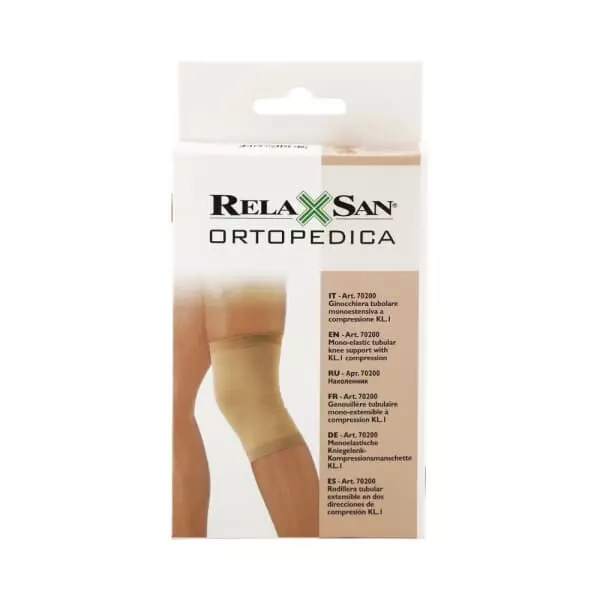 RELAXSAN®
ORTOPEDICA
IT - Art. 70200
Ginocchiera tubolare
monoestensiva a
compressione KL.I
EN - Art. 70200
Mono-elastic tubular
knee support with
KL.I compression
RU - Арт. 70200
Наколенник
FR - Art. 70200
Genouillère tubulaire
mono-extensible à
compression KL.I
DE - Art. 70200
Monoelastische
Kniegelonk-
Kompressionsmanschette
KL.I
ES - Art. 70200
Rodillera tubular
extensible en dos
direcciones de
compresión KL.I